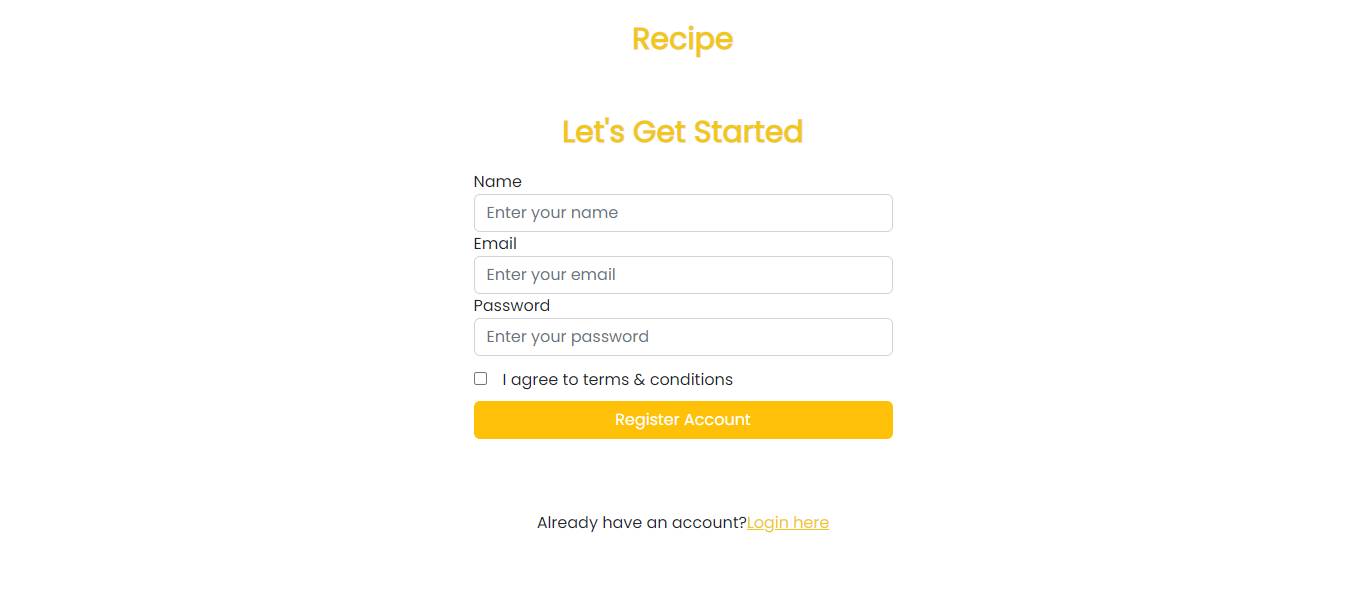 Recipe
Let's Get Started
Name
Enter your name
Email
Enter your email
Password
Enter your password
I agree to terms & conditions
Register Account
Already have an account?Login here